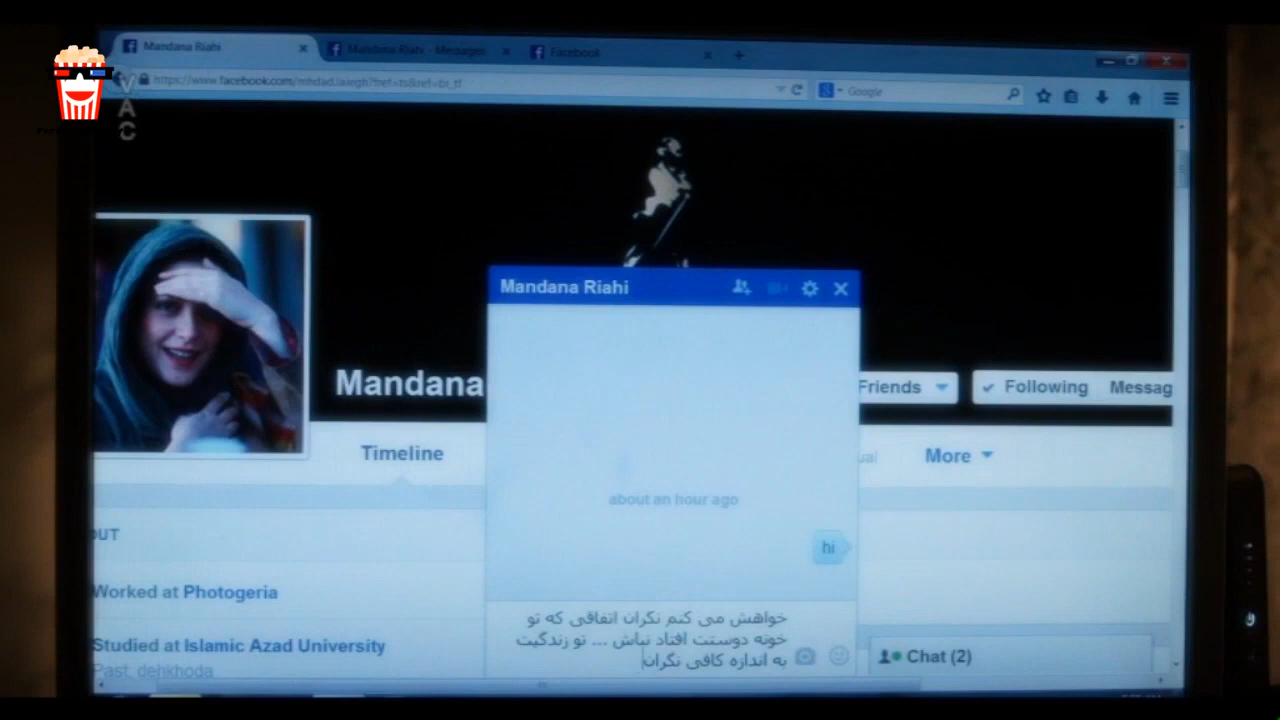 Mandana Riahi
Mandana Riahi - Messages
Facebook
Google
VAC
Mandana Riahi
Mandana
Friends
Following
Messag
Timeline
More
about an hour ago
hi
OUT
Worked at Photogeria
Studied at Islamic Azad University
Past, dehkhoda
خواهش می کنم نگران اتفاقی که تو
خونه دوستت افتاد نباش ... تو زندگیت
به اندازه کافی نگران
Chat (2)